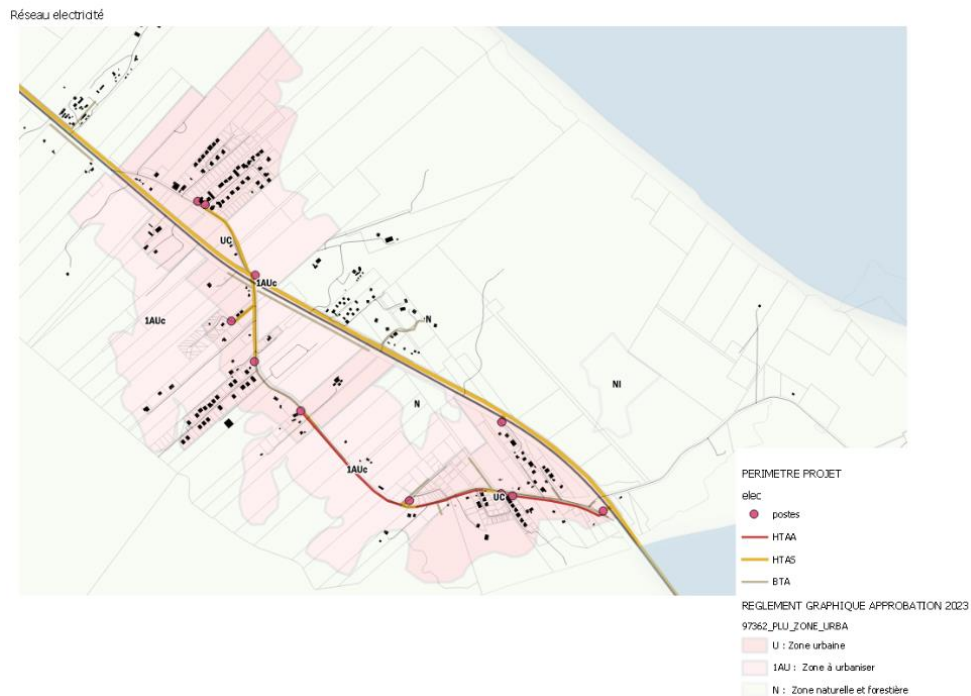 Réseau electricité
UC
1AUc
1AUc
N
N
NI
1AUc
UC
PERIMETRE PROJET
elec
postes
HTAA
HTAS
BTA
REGLEMENT GRAPHIQUE APPROBATION 2023
97362_PLU_ZONE_URBA
U : Zone urbaine
1AU : Zone à urbaniser
N : Zone naturelle et forestière